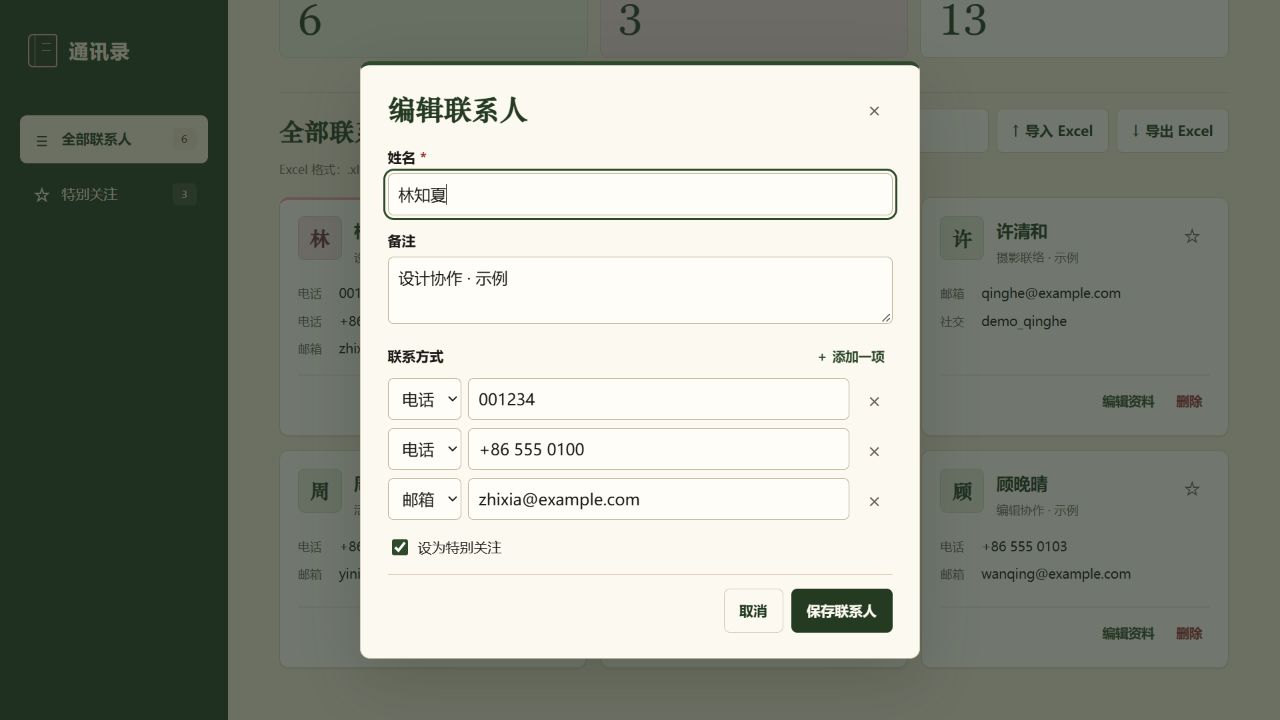 通讯录
全部联系人 6
特别关注 3
6
3
13
全部联
↑ 导入 Excel
↓ 导出 Excel
Excel 格式：.xl
林
电话 001
电话 +86
邮箱 zhi
许
许清和
☆
摄影联络 · 示例
邮箱 qinghe@example.com
社交 demo_qinghe
编辑资料 删除
周
电话 +86
邮箱 yini
顾
顾晚晴
☆
编辑协作 · 示例
电话 +86 555 0103
邮箱 wanqing@example.com
编辑资料 删除
编辑联系人
×
姓名 *
林知夏
备注
设计协作 · 示例
联系方式
+ 添加一项
电话 001234 ×
电话 +86 555 0100 ×
邮箱 zhixia@example.com ×
设为特别关注
取消 保存联系人